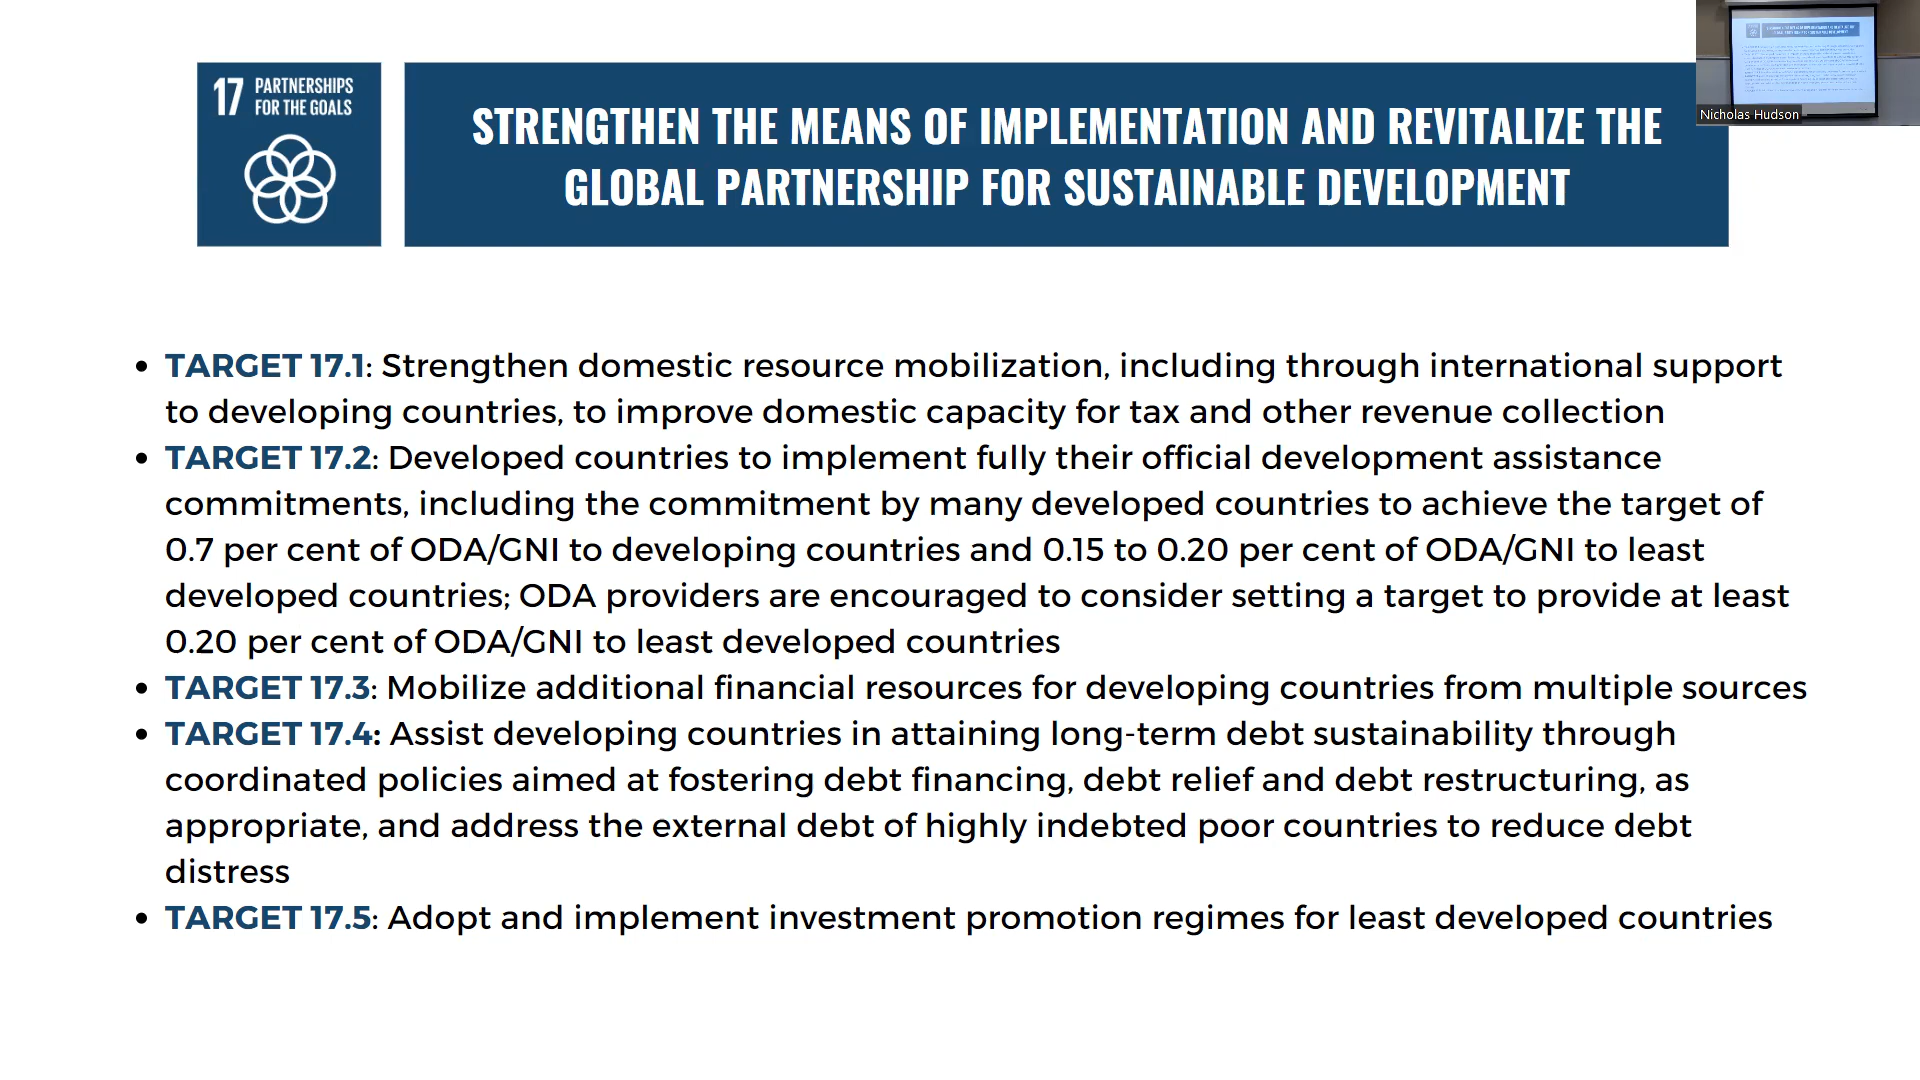 17 PARTNERSHIPS
FOR THE GOALS
STRENGTHEN THE MEANS OF IMPLEMENTATION AND REVITALIZE THE
GLOBAL PARTNERSHIP FOR SUSTAINABLE DEVELOPMENT
Nicholas Hudson
• TARGET 17.1: Strengthen domestic resource mobilization, including through international support
to developing countries, to improve domestic capacity for tax and other revenue collection
• TARGET 17.2: Developed countries to implement fully their official development assistance
commitments, including the commitment by many developed countries to achieve the target of
0.7 per cent of ODA/GNI to developing countries and 0.15 to 0.20 per cent of ODA/GNI to least
developed countries; ODA providers are encouraged to consider setting a target to provide at least
0.20 per cent of ODA/GNI to least developed countries
• TARGET 17.3: Mobilize additional financial resources for developing countries from multiple sources
• TARGET 17.4: Assist developing countries in attaining long-term debt sustainability through
coordinated policies aimed at fostering debt financing, debt relief and debt restructuring, as
appropriate, and address the external debt of highly indebted poor countries to reduce debt
distress
• TARGET 17.5: Adopt and implement investment promotion regimes for least developed countries